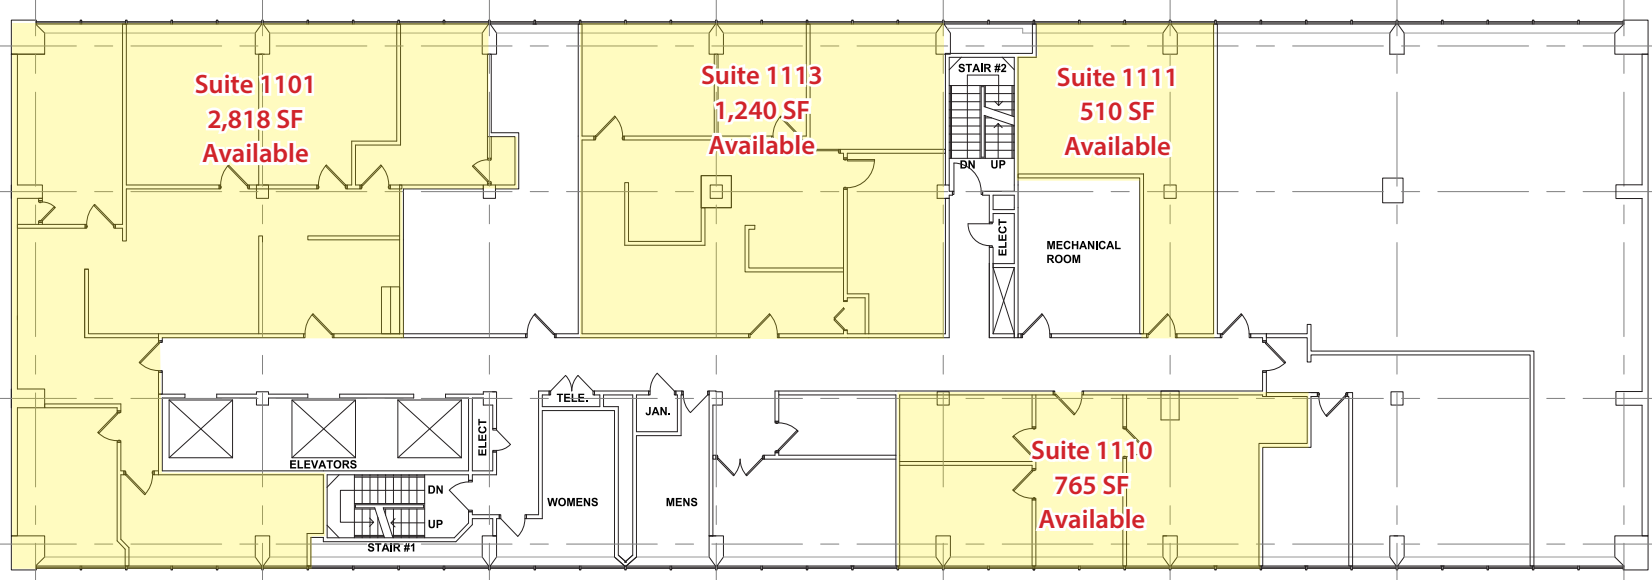 Suite 1101
2,818 SF
Available
Suite 1113
1,240 SF
Available
STAIR #2
DN UP
Suite 1111
510 SF
Available
ELECT
MECHANICAL
ROOM
TELE.
JAN.
ELECT
ELEVATORS
DN
UP
STAIR #1
WOMENS
MENS
Suite 1110
765 SF
Available